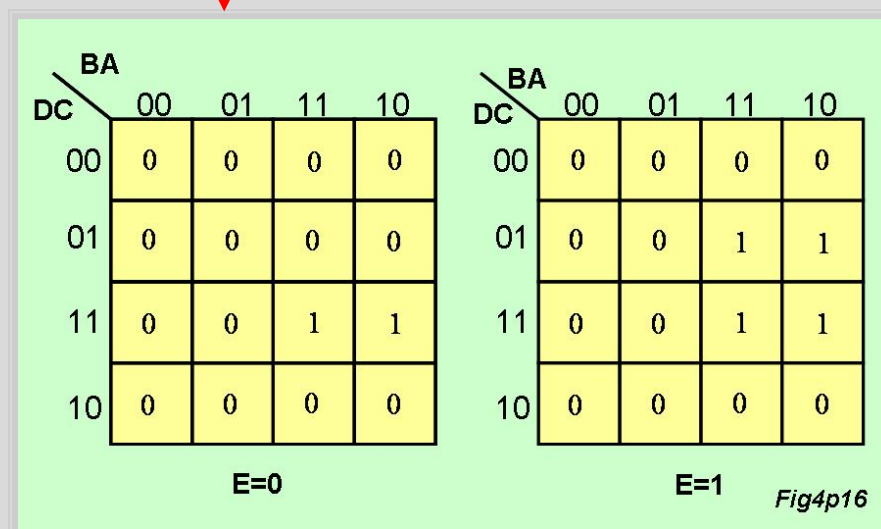 BA BA
DC 00 01 11 10 DC 00 01 11 10
00 0 0 0 0 00 0 0 0 0
01 0 0 0 0 01 0 0 1 1
11 0 0 1 1 11 0 0 1 1
10 0 0 0 0 10 0 0 0 0
E=0 E=1
Fig4p16